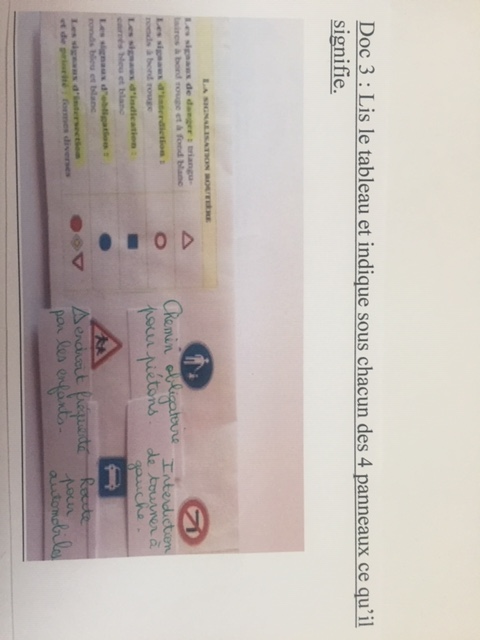 Doc 3 : Lis le tableau et indique sous chacun des 4 panneaux ce qu'il
signifie.
LA SIGNALISATION ROUTIÈRE
Les signaux de danger : triangu-
laires à bord rouge et à fond blanc
Les signaux d'interdiction :
ronds à bord rouge
Les signaux d'indication :
carrés bleu et blanc
Les signaux d'obligation :
ronds bleu et blanc
Les signaux d'intersection
et de priorité : formes diverses
Chemin obligatoire
pour piétons.
Interdiction
de tourner à
gauche.
endroit fréquenté
par les enfants.
Route
pour
automobiles